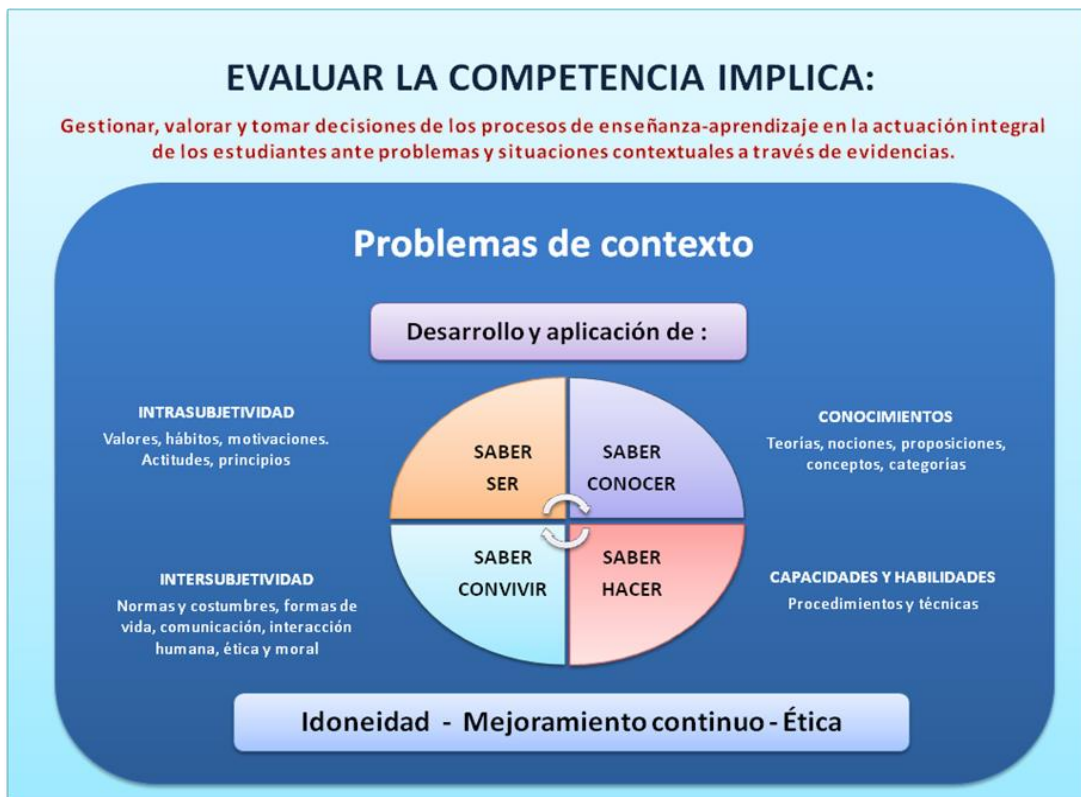 EVALUAR LA COMPETENCIA IMPLICA:
Gestionar, valorar y tomar decisiones de los procesos de enseñanza-aprendizaje en la actuación integral
de los estudiantes ante problemas y situaciones contextuales a través de evidencias.
Problemas de contexto
Desarrollo y aplicación de :
INTRASUBJETIVIDAD
Valores, hábitos, motivaciones.
Actitudes, principios
SABER
SER
SABER
CONOCER
CONOCIMIENTOS
Teorías, nociones, proposiciones,
conceptos, categorías
INTERSUBJETIVIDAD
Normas y costumbres, formas de
vida, comunicación, interacción
humana, ética y moral
SABER
CONVIVIR
SABER
HACER
CAPACIDADES Y HABILIDADES
Procedimientos y técnicas
Idoneidad - Mejoramiento continuo - Ética